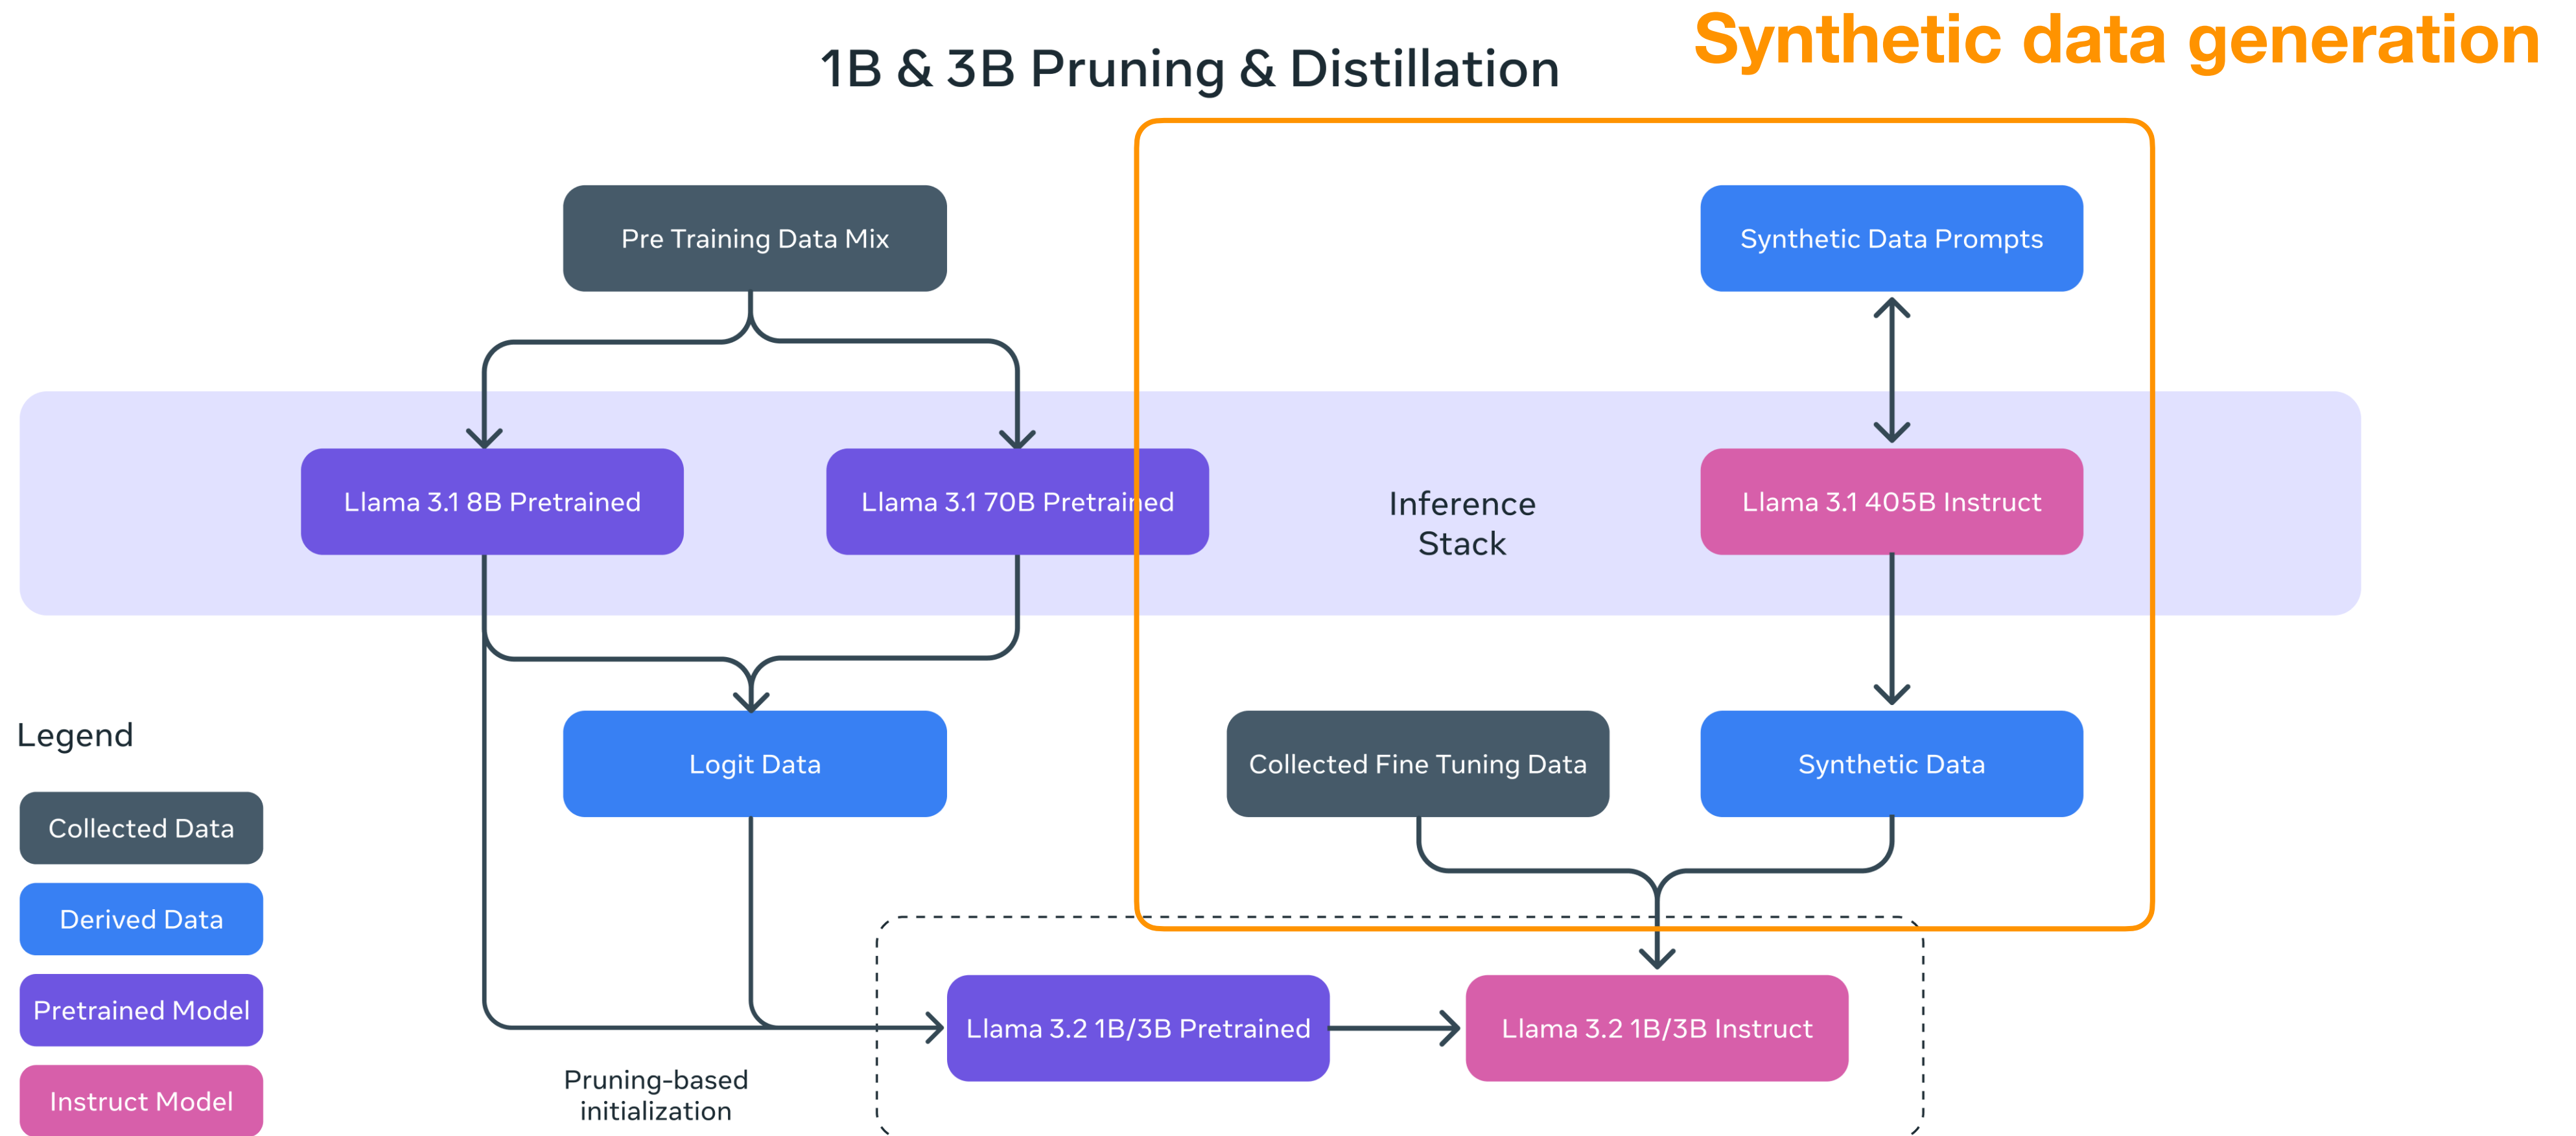 Synthetic data generation
1B & 3B Pruning & Distillation
Pre Training Data Mix
Synthetic Data Prompts
Llama 3.1 8B Pretrained
Llama 3.1 70B Pretrained
Inference
Stack
Llama 3.1 405B Instruct
Logit Data
Collected Fine Tuning Data
Synthetic Data
Legend
Collected Data
Derived Data
Pretrained Model
Instruct Model
Llama 3.2 1B/3B Pretrained
Llama 3.2 1B/3B Instruct
Pruning-based
initialization